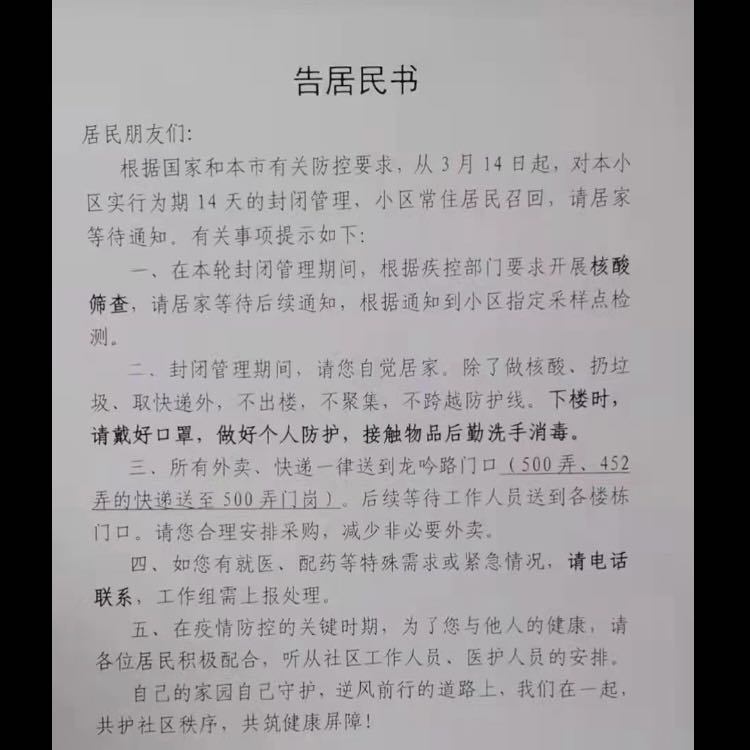 告居民书
居民朋友们：
根据国家和本市有关防控要求，从3月14日起，对本小
区实行为期14天的封闭管理，小区常住居民召回，请居家
等待通知。有关事项提示如下：
一、在本轮封闭管理期间，根据疾控部门要求开展核酸
筛查，请居家等待后续通知，根据通知到小区指定采样点检
测。
二、封闭管理期间，请您自觉居家。除了做核酸、扔垃
圾、取快递外，不出楼，不聚集，不跨越防护线。下楼时，
请戴好口罩，做好个人防护，接触物品后勤洗手消毒。
三、所有外卖、快递一律送到龙吟路门口（500弄、452
弄的快递送至500弄门岗）。后续等待工作人员送到各楼栋
门口。请您合理安排采购，减少非必要外卖。
四、如您有就医、配药等特殊需求或紧急情况，请电话
联系，工作组需上报处理。
五、在疫情防控的关键时期，为了您与他人的健康，请
各位居民积极配合，听从社区工作人员、医护人员的安排。
自己的家园自己守护，逆风前行的道路上，我们在一起，
共护社区秩序，共筑健康屏障！